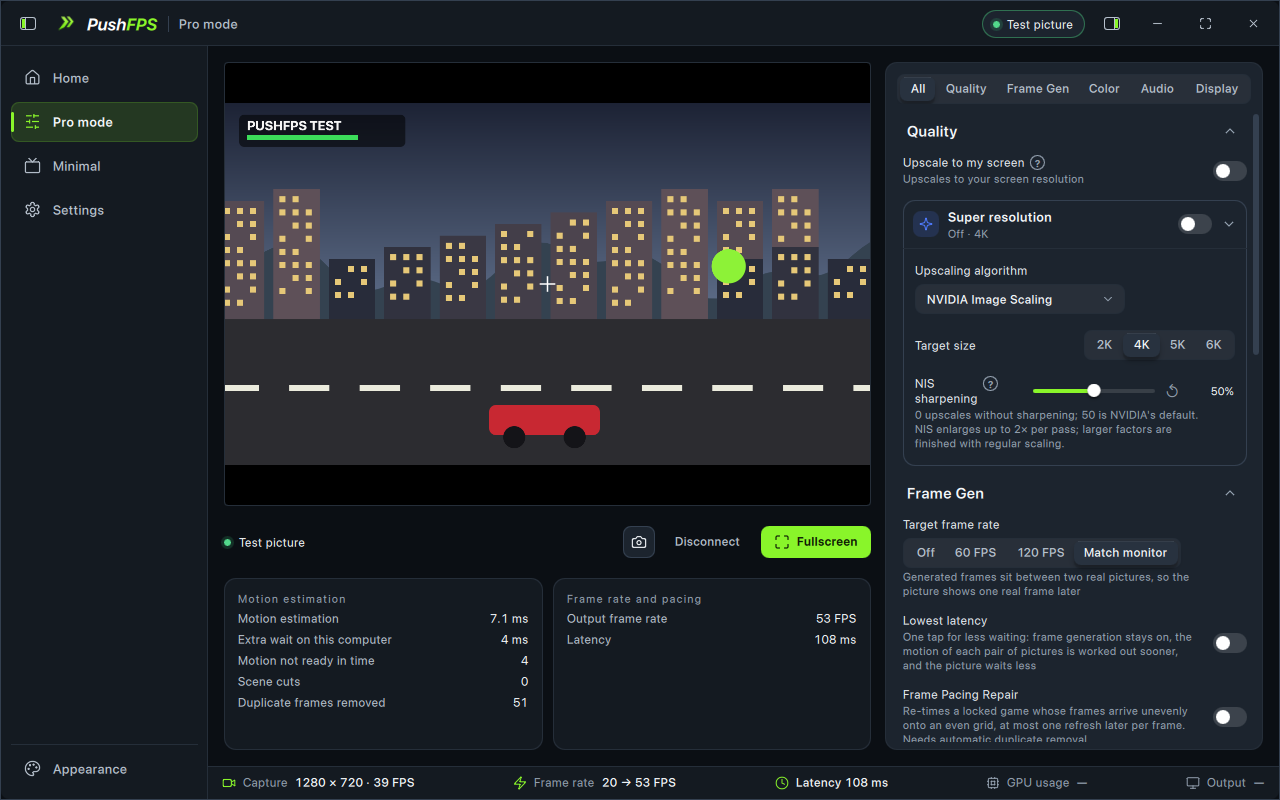 PushFPS
Pro mode
Test picture
Home
Pro mode
Minimal
Settings
Appearance
PUSHFPS TEST
Test picture
Disconnect
Fullscreen
Motion estimation
Motion estimation 7.1 ms
Extra wait on this computer 4 ms
Motion not ready in time 4
Scene cuts 0
Duplicate frames removed 51
Frame rate and pacing
Output frame rate 53 FPS
Latency 108 ms
All Quality Frame Gen Color Audio Display
Quality
Upscale to my screen ?
Upscales to your screen resolution
Super resolution
Off · 4K
Upscaling algorithm
NVIDIA Image Scaling
Target size 2K 4K 5K 6K
NIS ?
sharpening 50%
0 upscales without sharpening; 50 is NVIDIA's default.
NIS enlarges up to 2× per pass; larger factors are
finished with regular scaling.
Frame Gen
Target frame rate
Off 60 FPS 120 FPS Match monitor
Generated frames sit between two real pictures, so the
picture shows one real frame later
Lowest latency
One tap for less waiting: frame generation stays on, the
motion of each pair of pictures is worked out sooner,
and the picture waits less
Frame Pacing Repair
Re-times a locked game whose frames arrive unevenly
onto an even grid, at most one refresh later per frame.
Needs automatic duplicate removal
Capture 1280 × 720 · 39 FPS
Frame rate 20 → 53 FPS
Latency 108 ms
GPU usage —
Output —